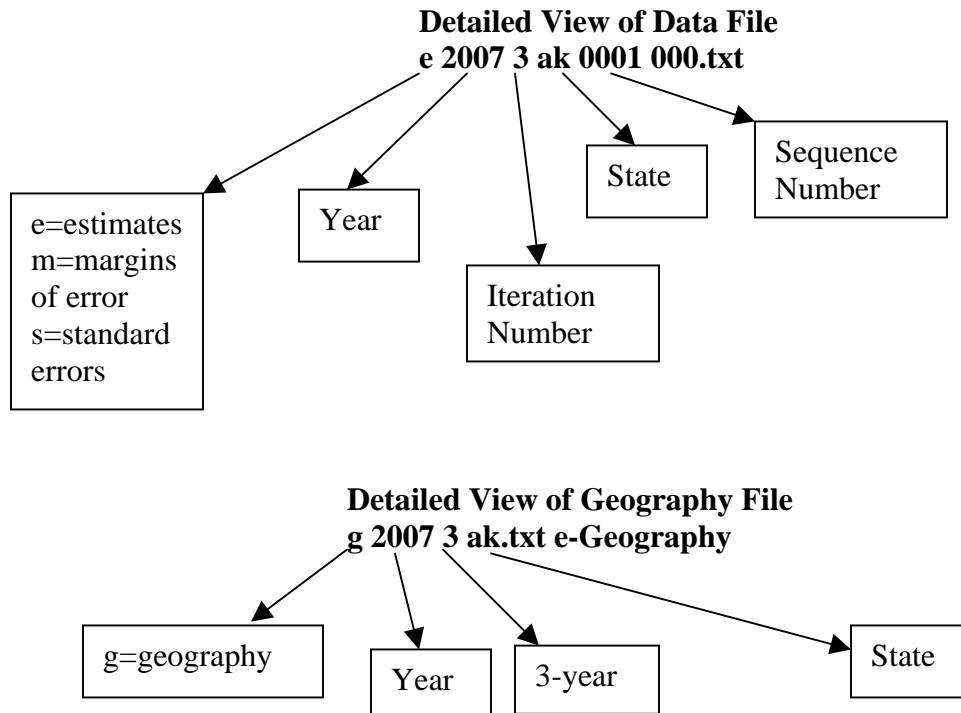 Detailed View of Data File
e 2007 3 ak 0001 000.txt
e=estimates
m=margins
of error
s=standard
errors
Year
Iteration
Number
State
Sequence
Number
Detailed View of Geography File
g 2007 3 ak.txt e-Geography
g=geography
Year
3-year
State